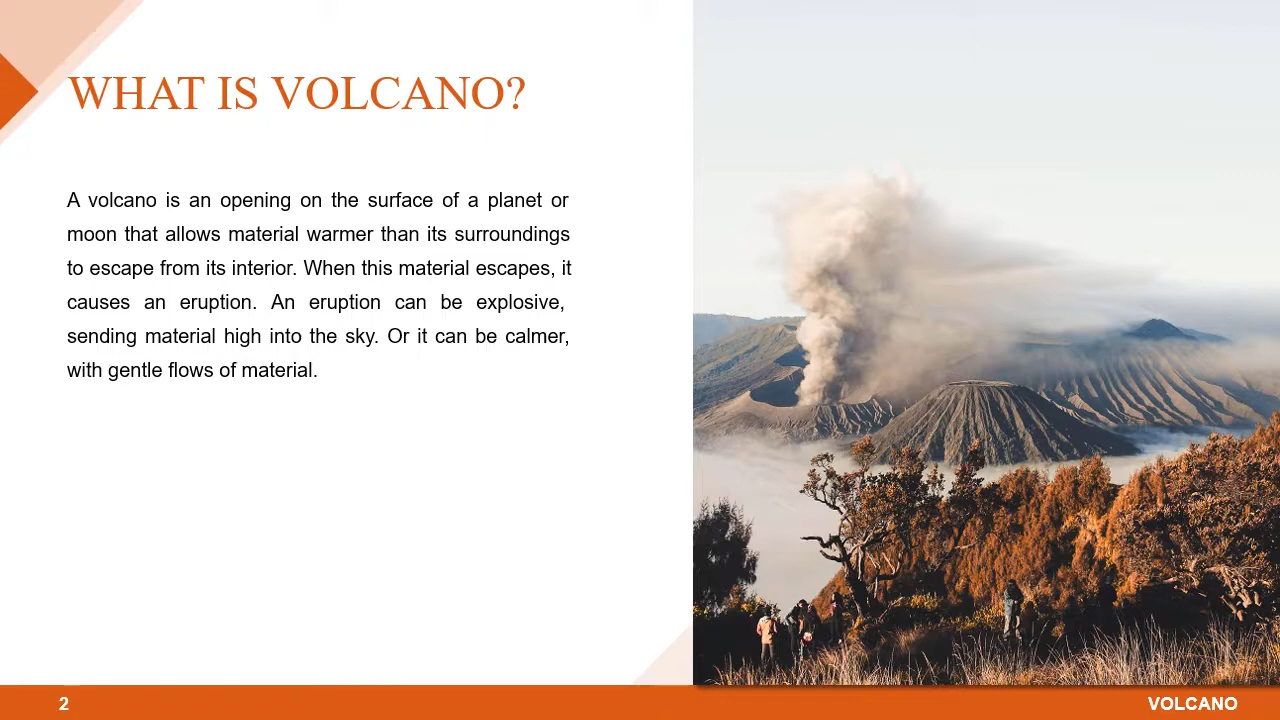 WHAT IS VOLCANO?
A volcano is an opening on the surface of a planet or
moon that allows material warmer than its surroundings
to escape from its interior. When this material escapes, it
causes an eruption. An eruption can be explosive,
sending material high into the sky. Or it can be calmer,
with gentle flows of material.
2
VOLCANO